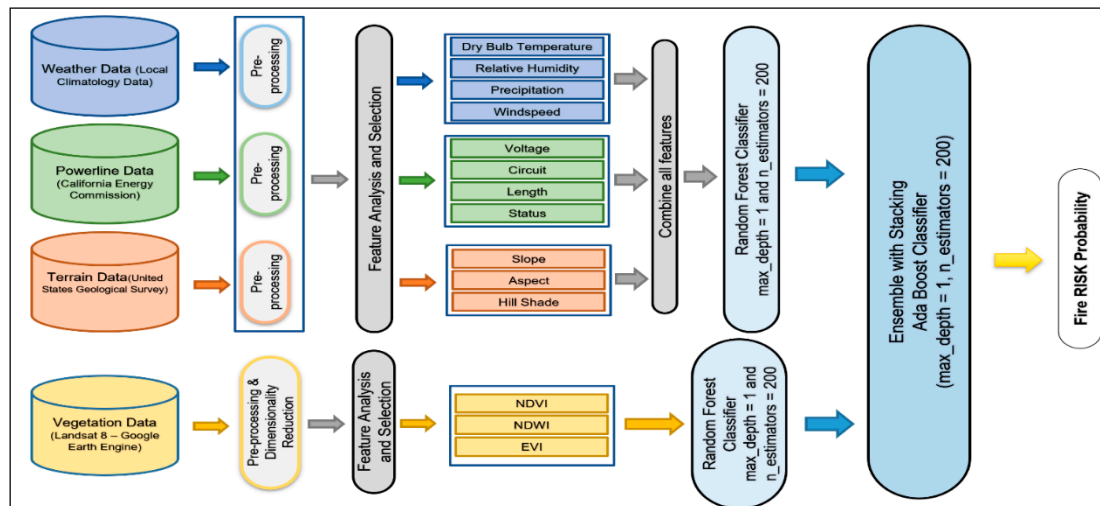 Weather Data (Local
Climatology Data)
Pre-
processing
Powerline Data
(California Energy
Commission)
Pre-
processing
Terrain Data(United
States Geological Survey)
Pre-
processing
Feature Analysis and Selection
Dry Bulb Temperature
Relative Humidity
Precipitation
Windspeed
Voltage
Circuit
Length
Status
Slope
Aspect
Hill Shade
Combine all features
Random Forest Classifier
max_depth = 1 and n_estimators = 200
Vegetation Data
(Landsat 8 – Google
Earth Engine)
Pre-processing &
Dimensionality
Reduction
Feature Analysis
and Selection
NDVI
NDWI
EVI
Random Forest
Classifier
max_depth = 1 and
n_estimators = 200
Ensemble with Stacking
Ada Boost Classifier
(max_depth = 1, n_estimators = 200)
Fire RISK Probability